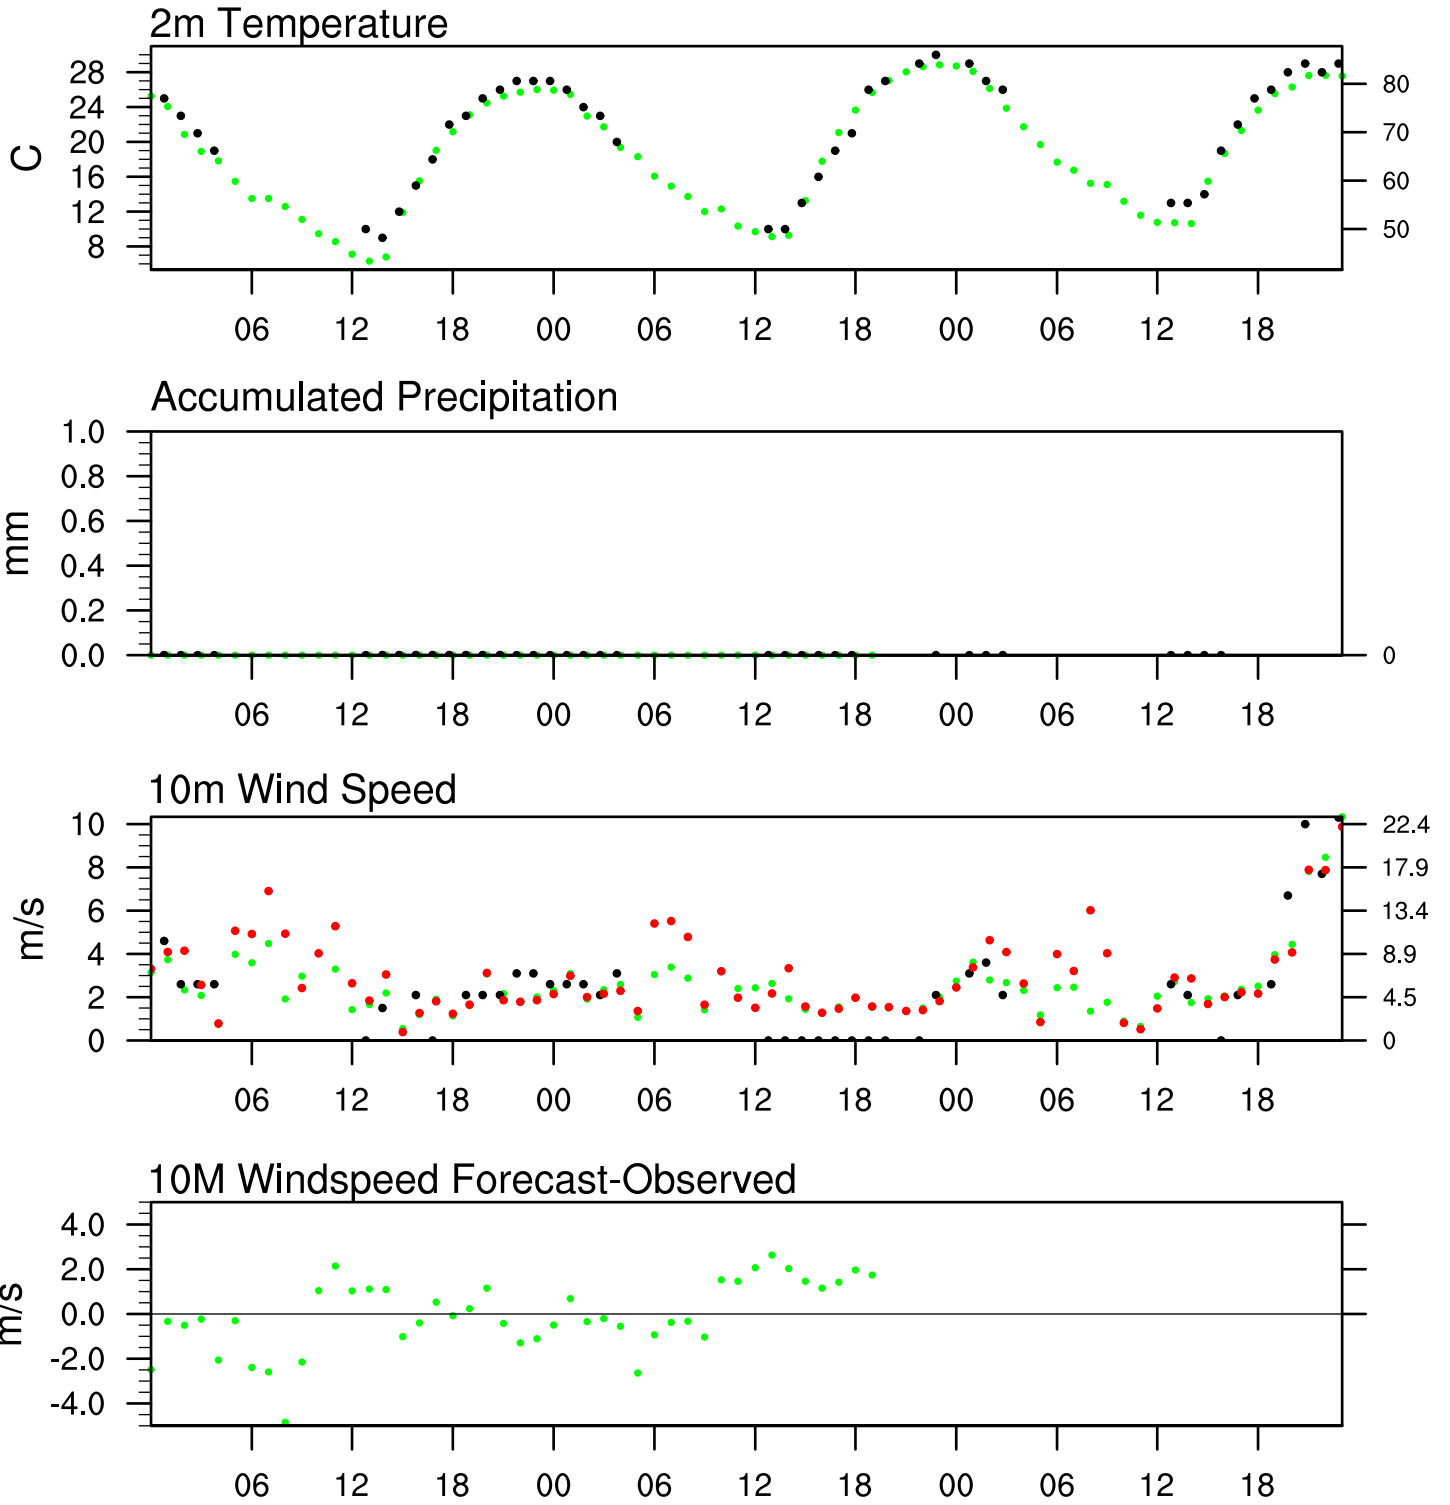 2m Temperature
28
24
20
16
12
8
C
80
70
60
50
06 12 18 00 06 12 18 00 06 12 18
Accumulated Precipitation
1.0
0.8
0.6
0.4
0.2
0.0
mm
0
06 12 18 00 06 12 18 00 06 12 18
10m Wind Speed
10
8
6
4
2
0
m/s
22.4
17.9
13.4
8.9
4.5
0
06 12 18 00 06 12 18 00 06 12 18
10M Windspeed Forecast-Observed
4.0
2.0
0.0
-2.0
-4.0
m/s
06 12 18 00 06 12 18 00 06 12 18